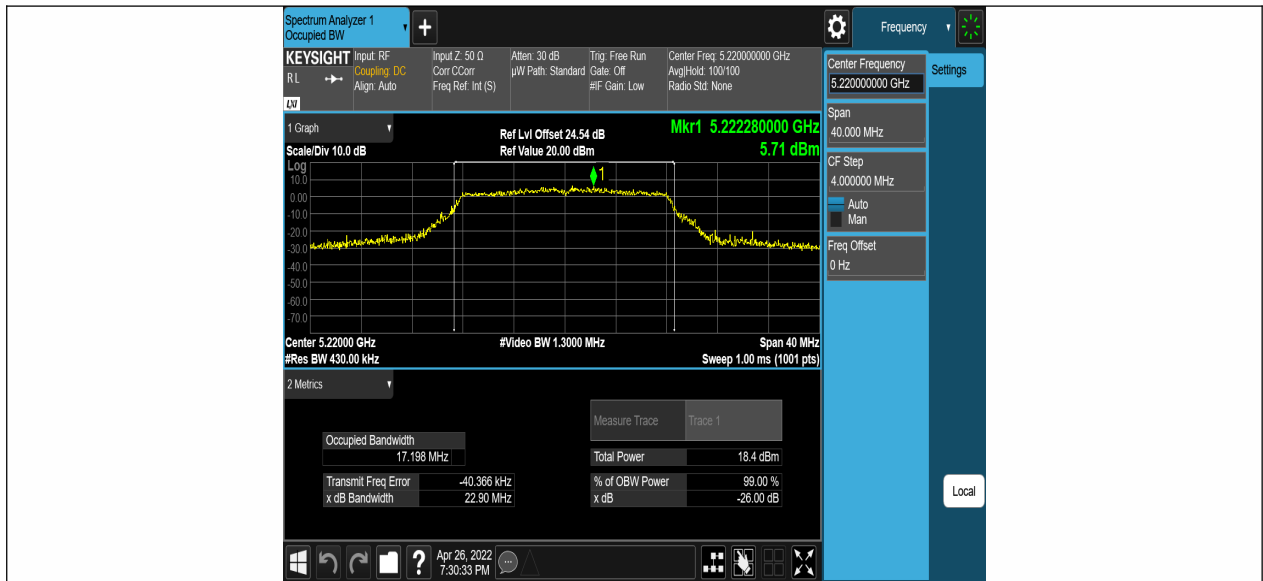 Spectrum Analyzer 1
Occupied BW
+
Frequency
KEYSIGHT
RL
LXI
Input: RF
Coupling: DC
Align: Auto
Input Z: 50 Ω
Corr CCorr
Freq Ref: Int (S)
Atten: 30 dB
µW Path: Standard
Trig: Free Run
Gate: Off
#IF Gain: Low
Center Freq: 5.220000000 GHz
Avg|Hold: 100/100
Radio Std: None
Center Frequency
5.220000000 GHz
Settings
Span
40.000 MHz
CF Step
4.000000 MHz
Auto
Man
Freq Offset
0 Hz
Local
1 Graph
Scale/Div 10.0 dB
Ref Lvl Offset 24.54 dB
Ref Value 20.00 dBm
Mkr1 5.222280000 GHz
5.71 dBm
Log
10.0
0.00
-10.0
-20.0
-30.0
-40.0
-50.0
-60.0
-70.0
1
Center 5.22000 GHz
#Video BW 1.3000 MHz
Span 40 MHz
#Res BW 430.00 kHz
Sweep 1.00 ms (1001 pts)
2 Metrics
Measure Trace Trace 1
Occupied Bandwidth
17.198 MHz
Total Power 18.4 dBm
Transmit Freq Error -40.366 kHz
% of OBW Power 99.00 %
x dB Bandwidth 22.90 MHz
x dB -26.00 dB
?
Apr 26, 2022
7:30:33 PM